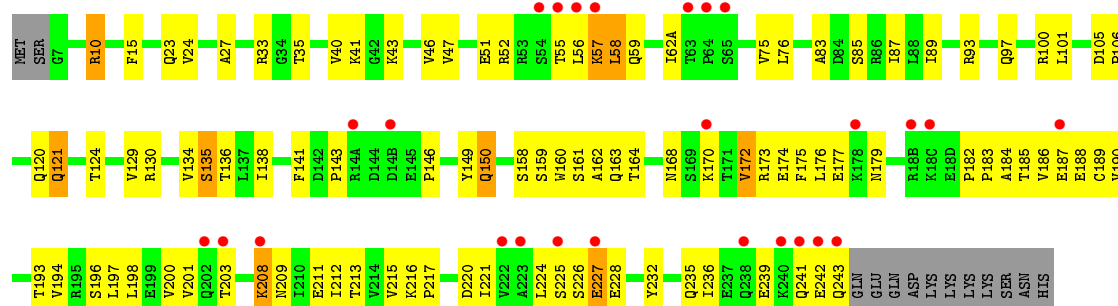 MET SER G7 R10 F15 Q23 V24 A27 R33 G34 T35 V40 K41 G42 K43 V46 V47 E51 R52 R53 S54 T55 L56 K57 L58 Q59 I62A T63 P64 S65 V75 L76 A83 D84 S85 R86 I87 L88 I89 R93 Q97 R100 L101 D105 P106
Q120 Q121 T124 V129 R130 V134 S135 T136 L137 I138 F141 D142 P143 D144 R14A D14B E145 P146 Y149 Q150 S158 S159 W160 S161 A162 Q163 T164 N168 S169 K170 T171 V172 R173 E174 F175 L176 E177 K178 N179 R18B K18C E18D P182 P183 A184 T185 V186 E187 E188 C189 V190
T193 V194 R195 S196 L197 L198 E199 V200 V201 Q202 T203 K208 N209 I210 E211 I212 T213 V214 V215 K216 P217 D220 I221 V222 A223 L224 S225 S226 E227 E228 Y232 Q235 I236 E237 Q238 E239 K240 Q241 E242 Q243 GLN GLU GLN ASP LYS LYS LYS SER ASN HIS